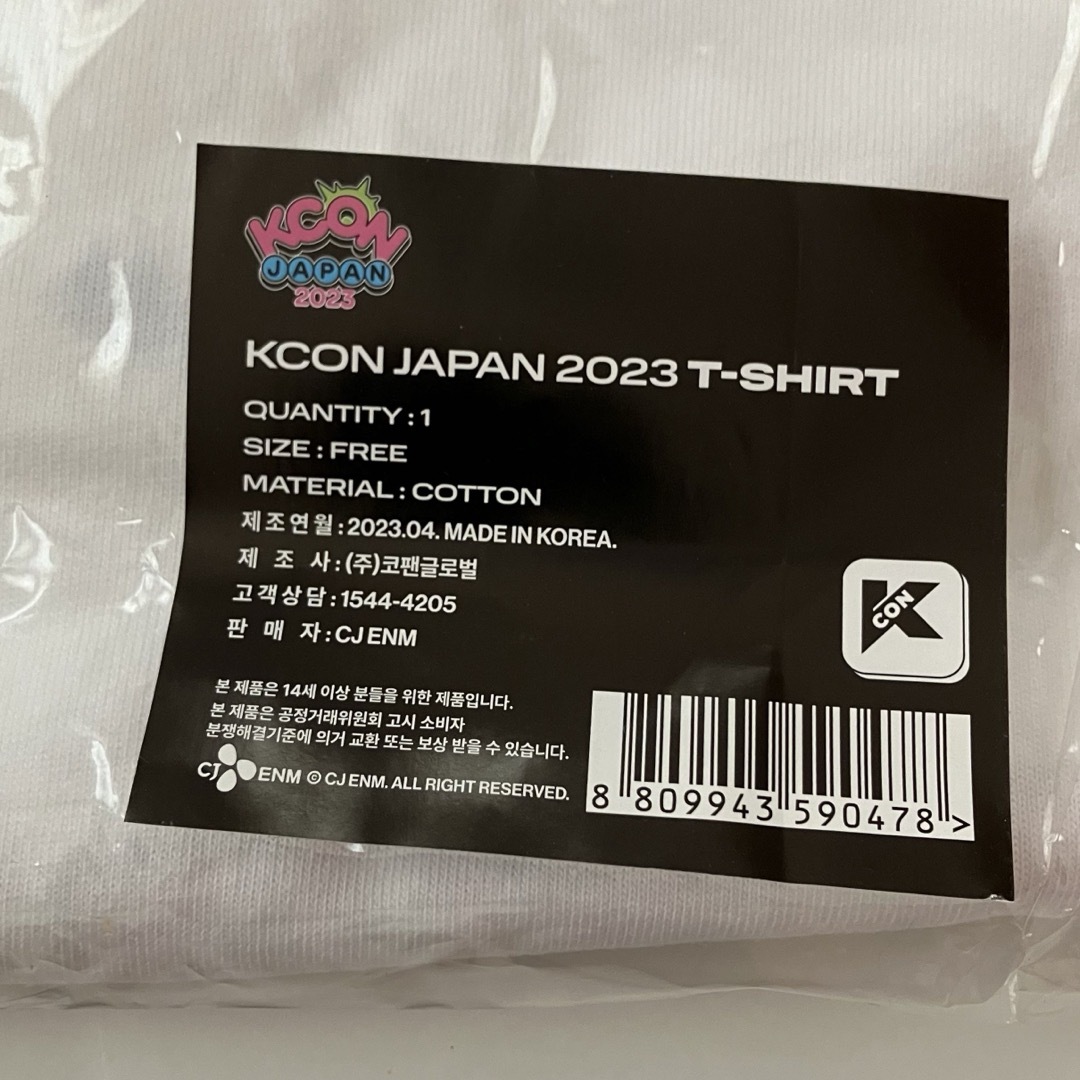 KCON
JAPAN
2023
KCON JAPAN 2023 T-SHIRT
QUANTITY : 1
SIZE : FREE
MATERIAL : COTTON
제조연월 : 2023.04. MADE IN KOREA.
제 조 사 : (주)코팬글로벌
고객상담 : 1544-4205
판 매 자 : CJ ENM
KCON
본 제품은 14세 이상 분들을 위한 제품입니다.
본 제품은 공정거래위원회 고시 소비자
분쟁해결기준에 의거 교환 또는 보상 받을 수 있습니다.
CJ ENM © CJ ENM. ALL RIGHT RESERVED.
8 809943 590478 >